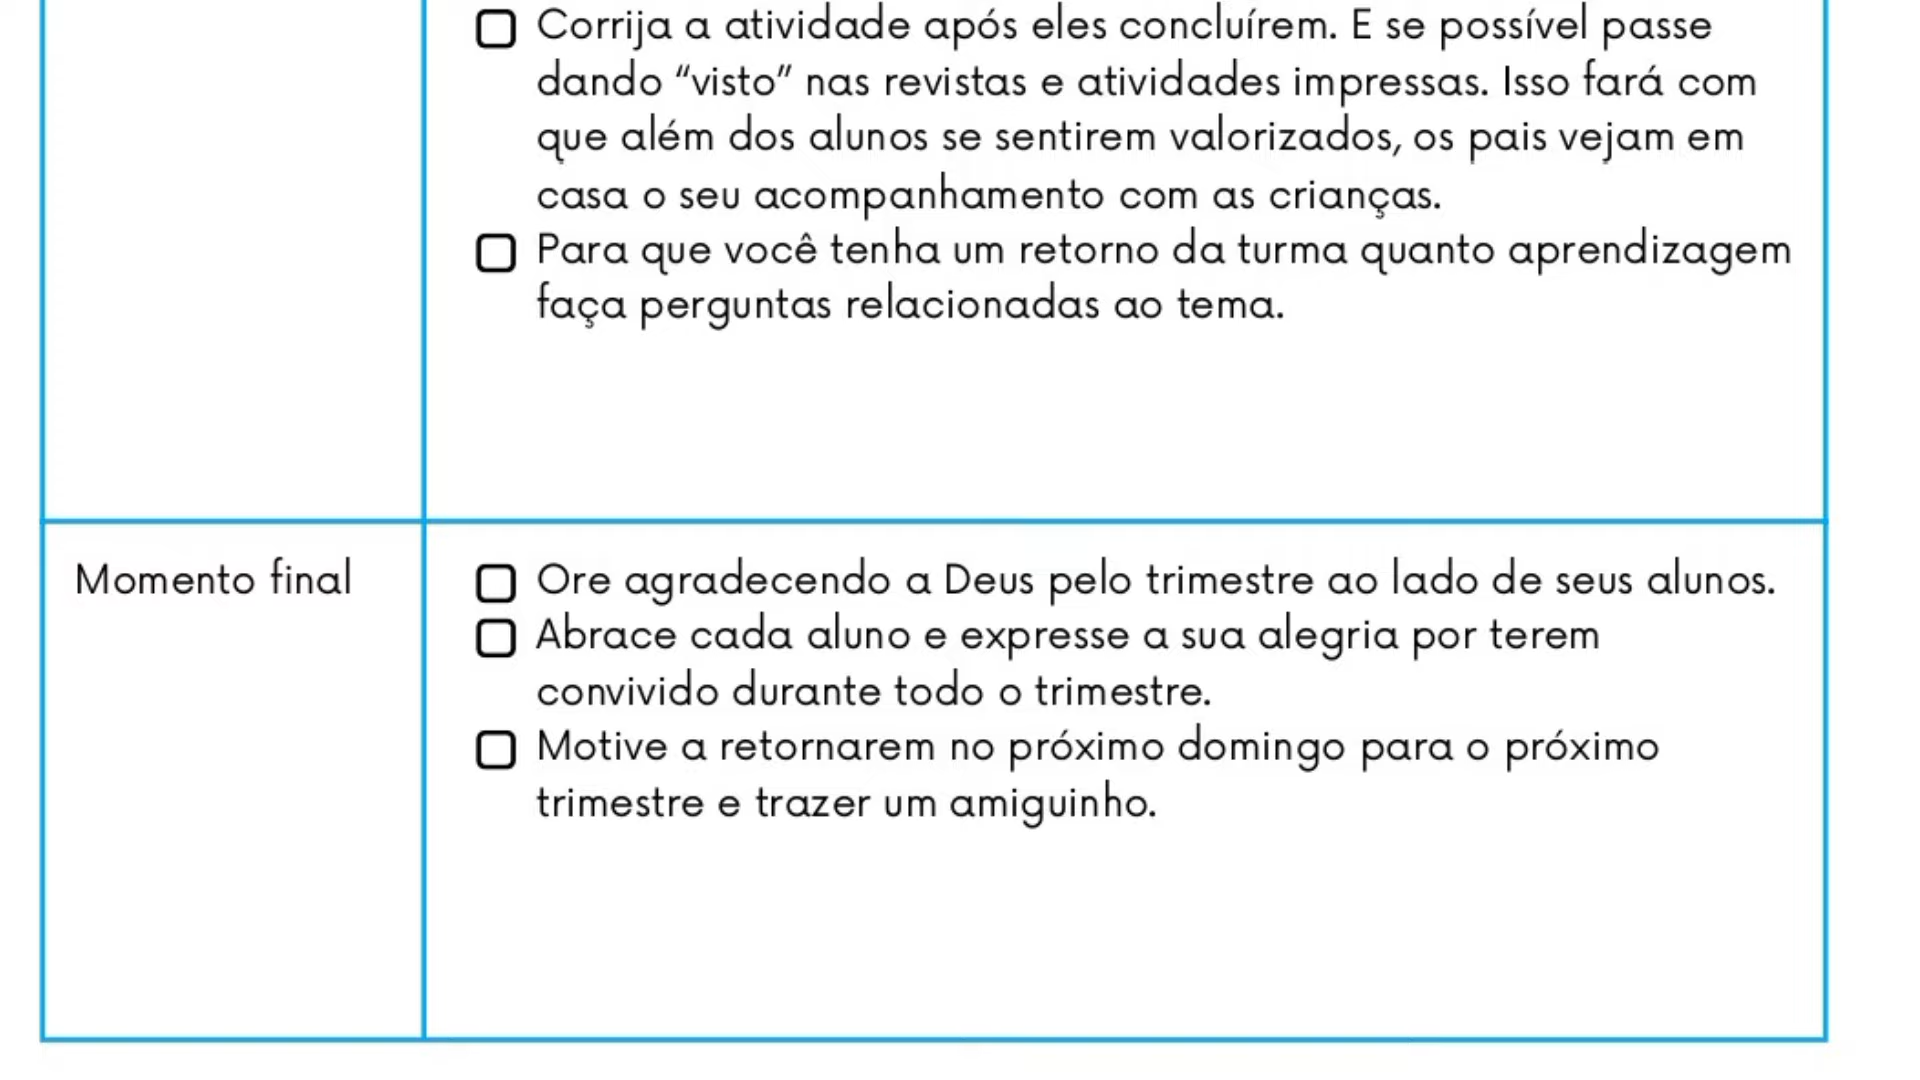 Corrija a atividade após eles concluírem. E se possível passe
dando “visto” nas revistas e atividades impressas. Isso fará com
que além dos alunos se sentirem valorizados, os pais vejam em
casa o seu acompanhamento com as crianças.
Para que você tenha um retorno da turma quanto aprendizagem
faça perguntas relacionadas ao tema.
Momento final
Ore agradecendo a Deus pelo trimestre ao lado de seus alunos.
Abrace cada aluno e expresse a sua alegria por terem
convivido durante todo o trimestre.
Motive a retornarem no próximo domingo para o próximo
trimestre e trazer um amiguinho.